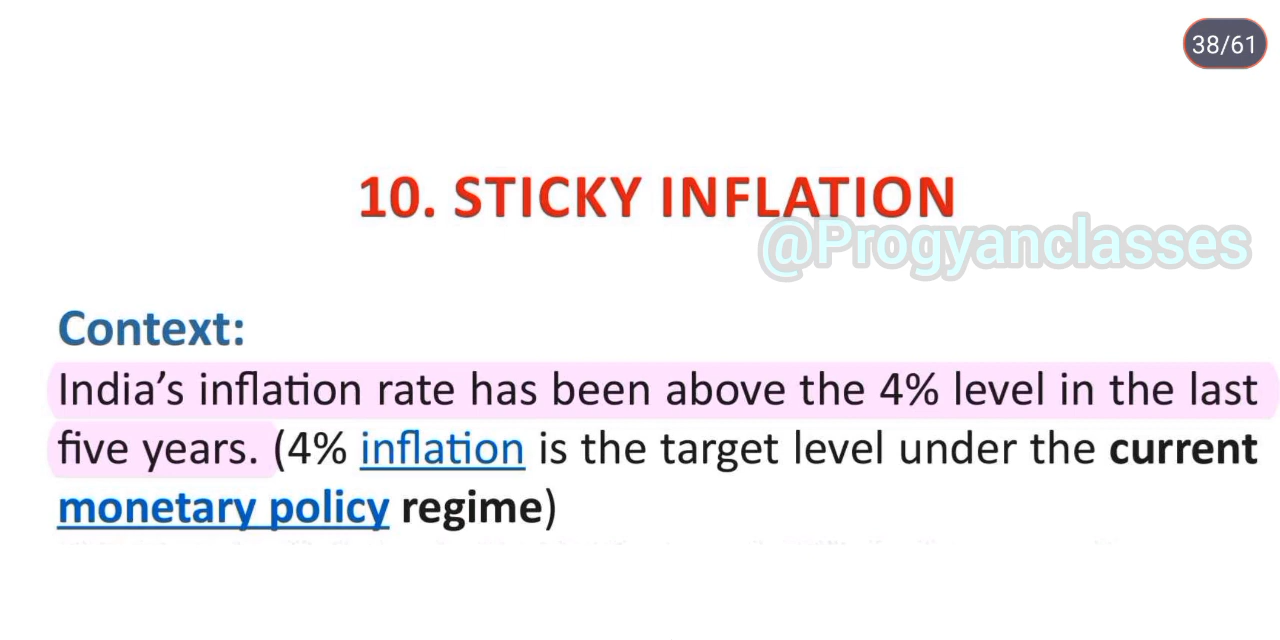 38/61
10. STICKY INFLATION
@Progyanclasses
Context:
India’s inflation rate has been above the 4% level in the last
five years. (4% inflation is the target level under the current
monetary policy regime)